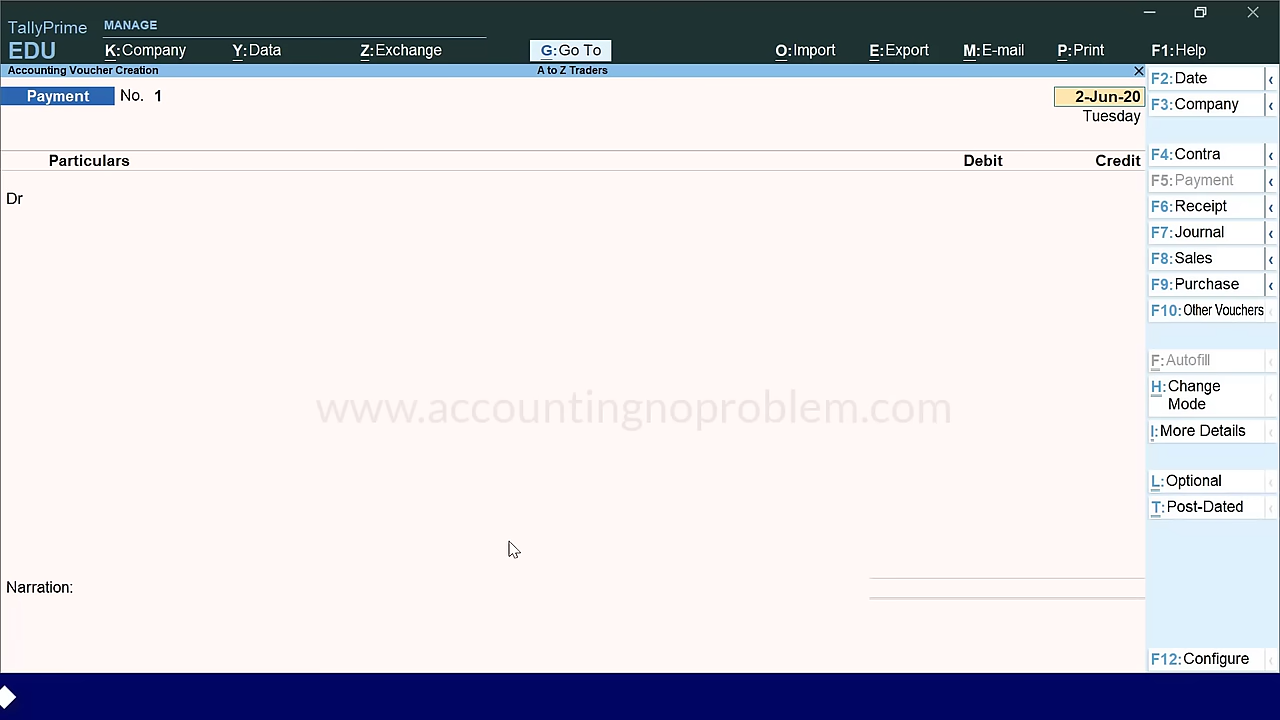 TallyPrime
EDU
MANAGE
K:Company Y:Data Z:Exchange G:Go To O:Import E:Export M:E-mail P:Print F1:Help
Accounting Voucher Creation A to Z Traders
Payment No. 1 2-Jun-20
Tuesday
Particulars Debit Credit
Dr
www.accountingnoproblem.com
Narration:
F2:Date
F3:Company
F4:Contra
F5:Payment
F6:Receipt
F7:Journal
F8:Sales
F9:Purchase
F10:Other Vouchers
F:Autofill
H:Change
Mode
I:More Details
L:Optional
T:Post-Dated
F12:Configure